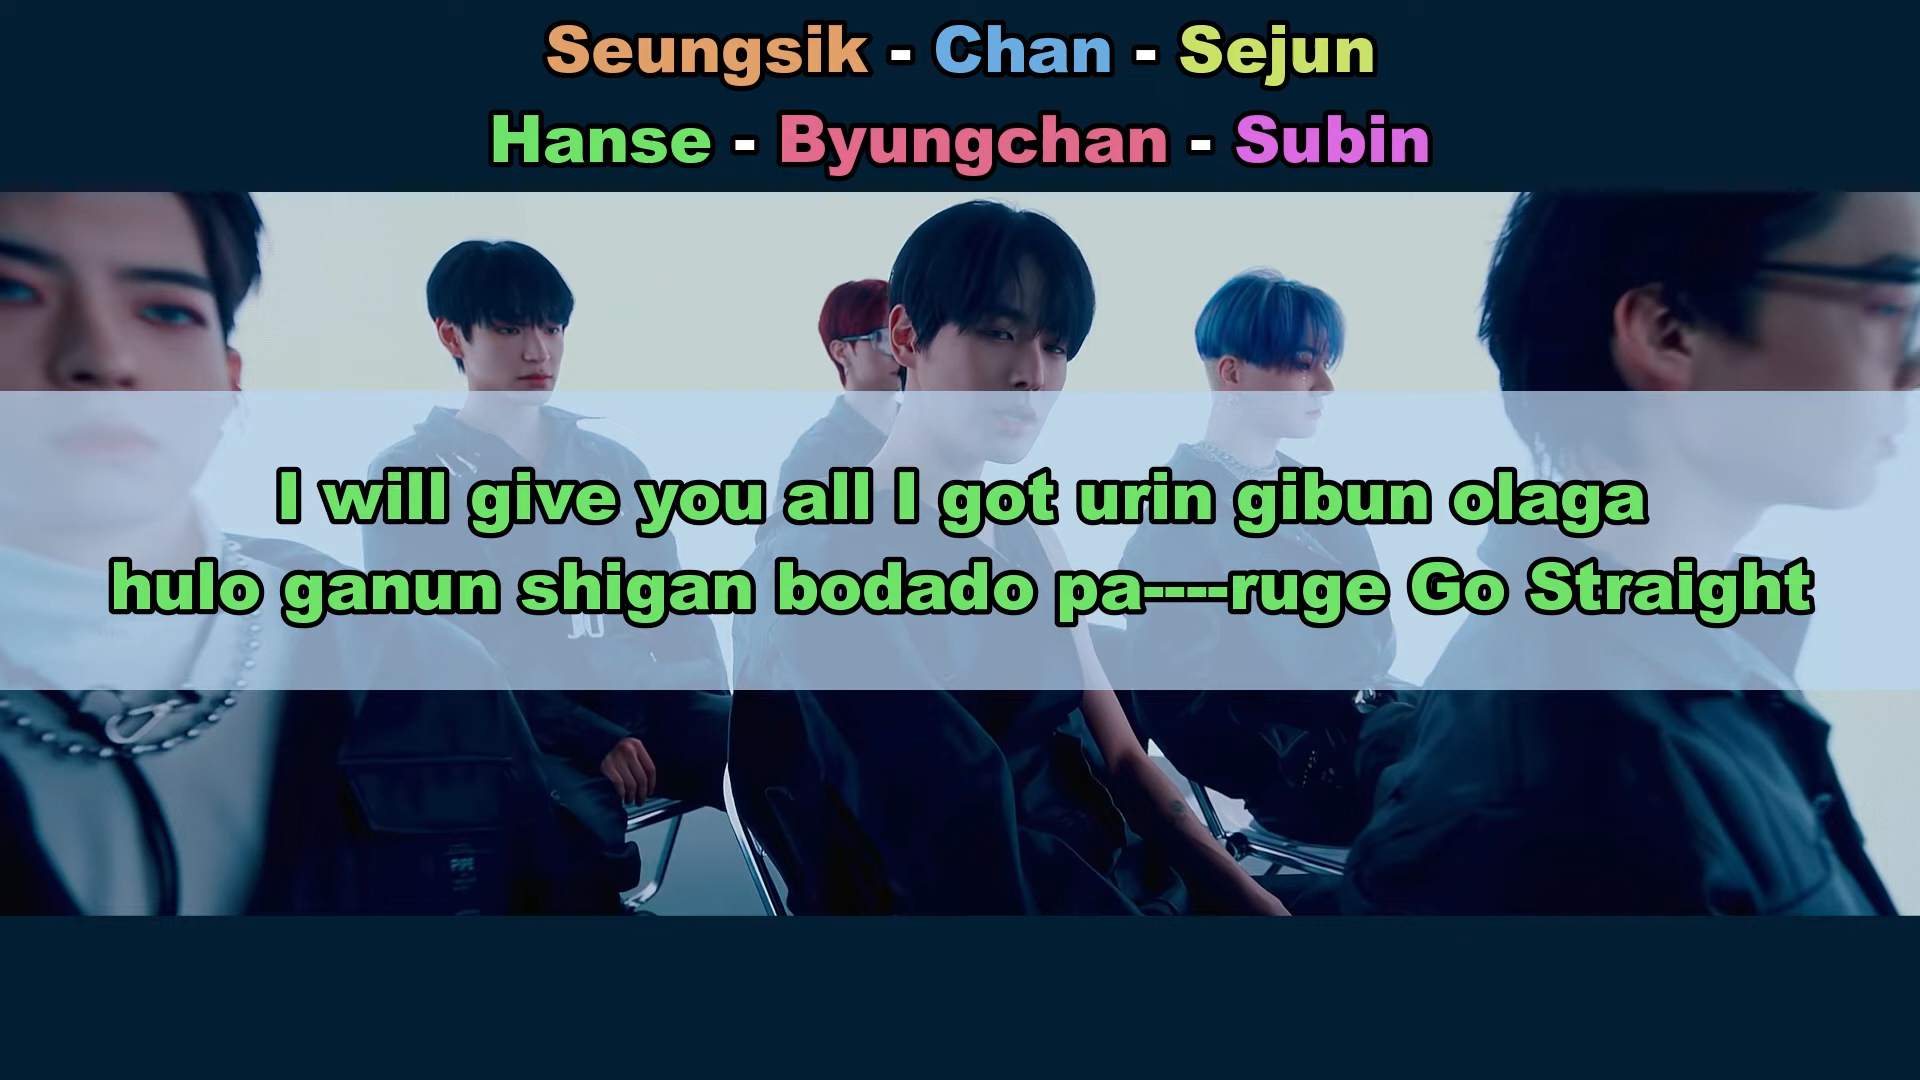 Seungsik - Chan - Sejun
Hanse - Byungchan - Subin
I will give you all I got urin gibun olaga
hulo ganun shigan bodado pa----ruge Go Straight
PIPE